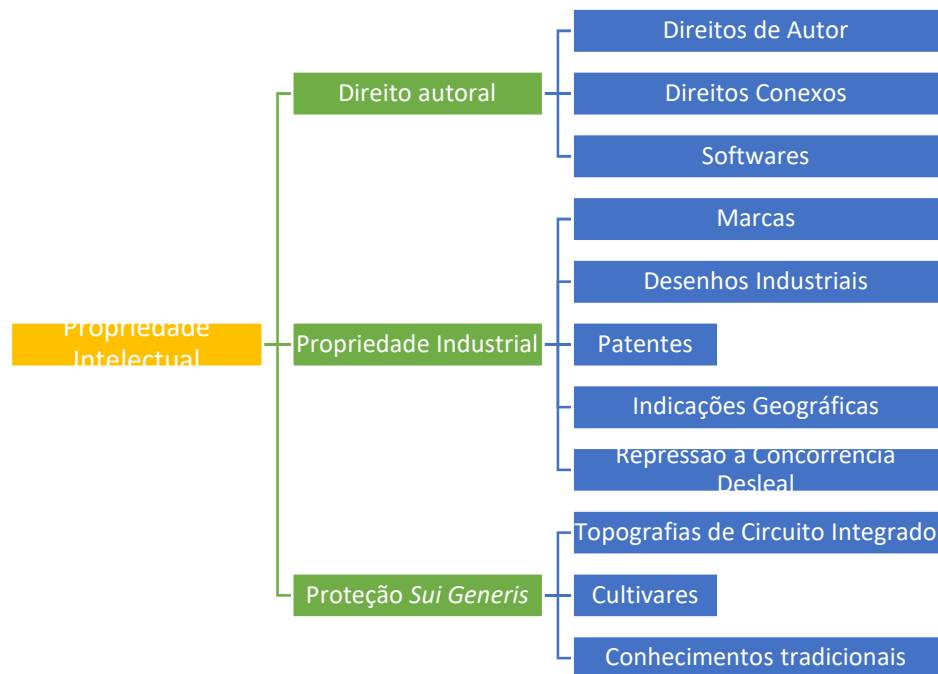 Direitos de Autor
Direito autoral
Direitos Conexos
Softwares
Marcas
Desenhos Industriais
Propriedade
Intelectual
Propriedade Industrial
Patentes
Indicações Geográficas
Repressão à Concorrência
Desleal
Topografias de Circuito Integrado
Proteção Sui Generis
Cultivares
Conhecimentos tradicionais